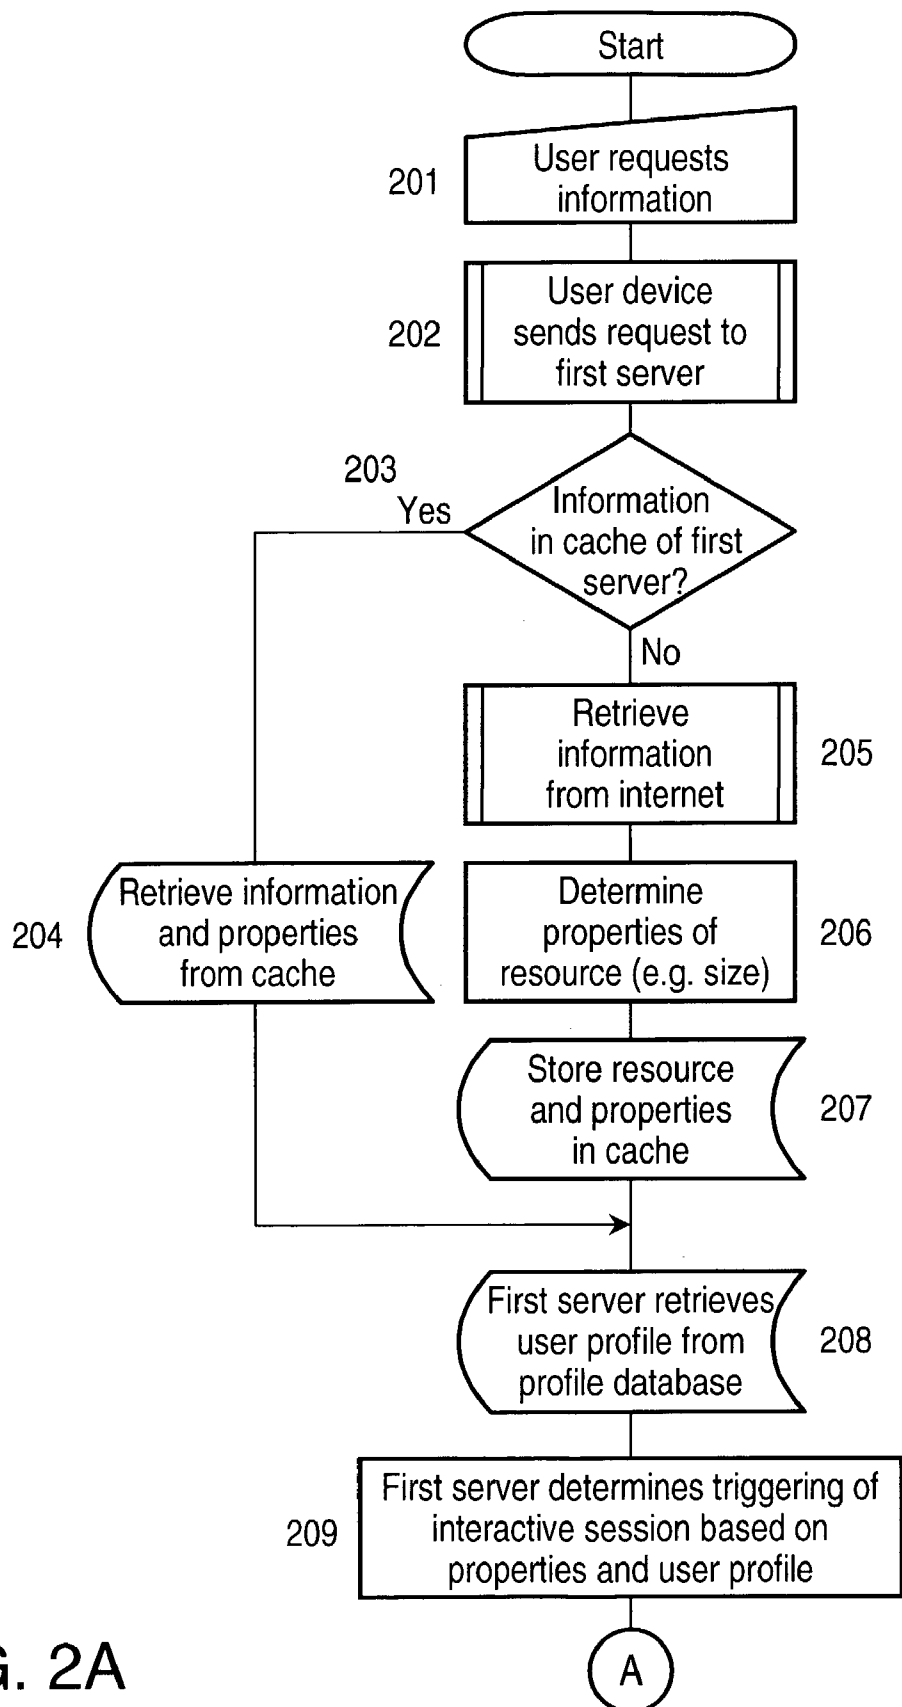 Start
201
User requests
information
202
User device
sends request to
first server
203
Yes
Information
in cache of first
server?
No
Retrieve
information
from internet
205
204
Retrieve information
and properties
from cache
Determine
properties of
resource (e.g. size)
206
Store resource
and properties
in cache
207
First server retrieves
user profile from
profile database
208
209
First server determines triggering of
interactive session based on
properties and user profile
A
G. 2A